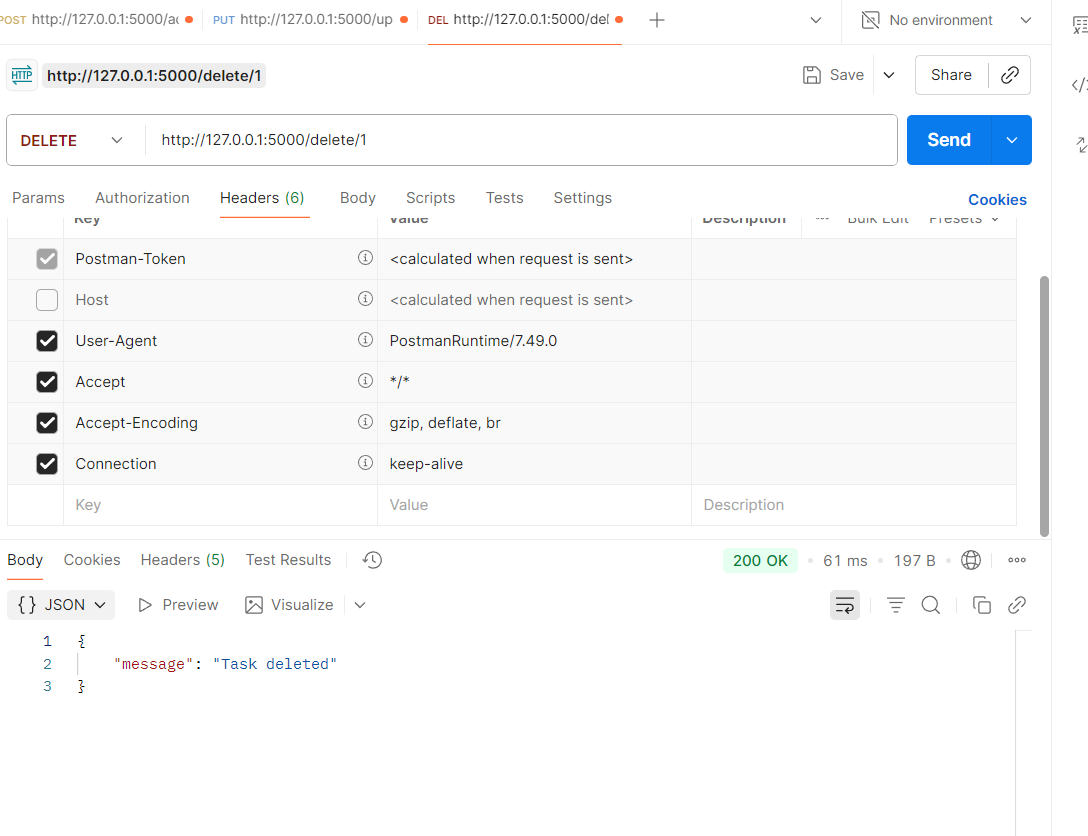 POST http://127.0.0.1:5000/ac PUT http://127.0.0.1:5000/up DEL http://127.0.0.1:5000/del No environment
HTTP http://127.0.0.1:5000/delete/1 Save Share
DELETE http://127.0.0.1:5000/delete/1 Send
Params Authorization Headers (6) Body Scripts Tests Settings Cookies
Key Value Description Bulk Edit Presets
Postman-Token <calculated when request is sent>
Host <calculated when request is sent>
User-Agent PostmanRuntime/7.49.0
Accept */*
Accept-Encoding gzip, deflate, br
Connection keep-alive
Key Value Description
Body Cookies Headers (5) Test Results 200 OK 61 ms 197 B
{} JSON Preview Visualize
1 {
2 "message": "Task deleted"
3 }